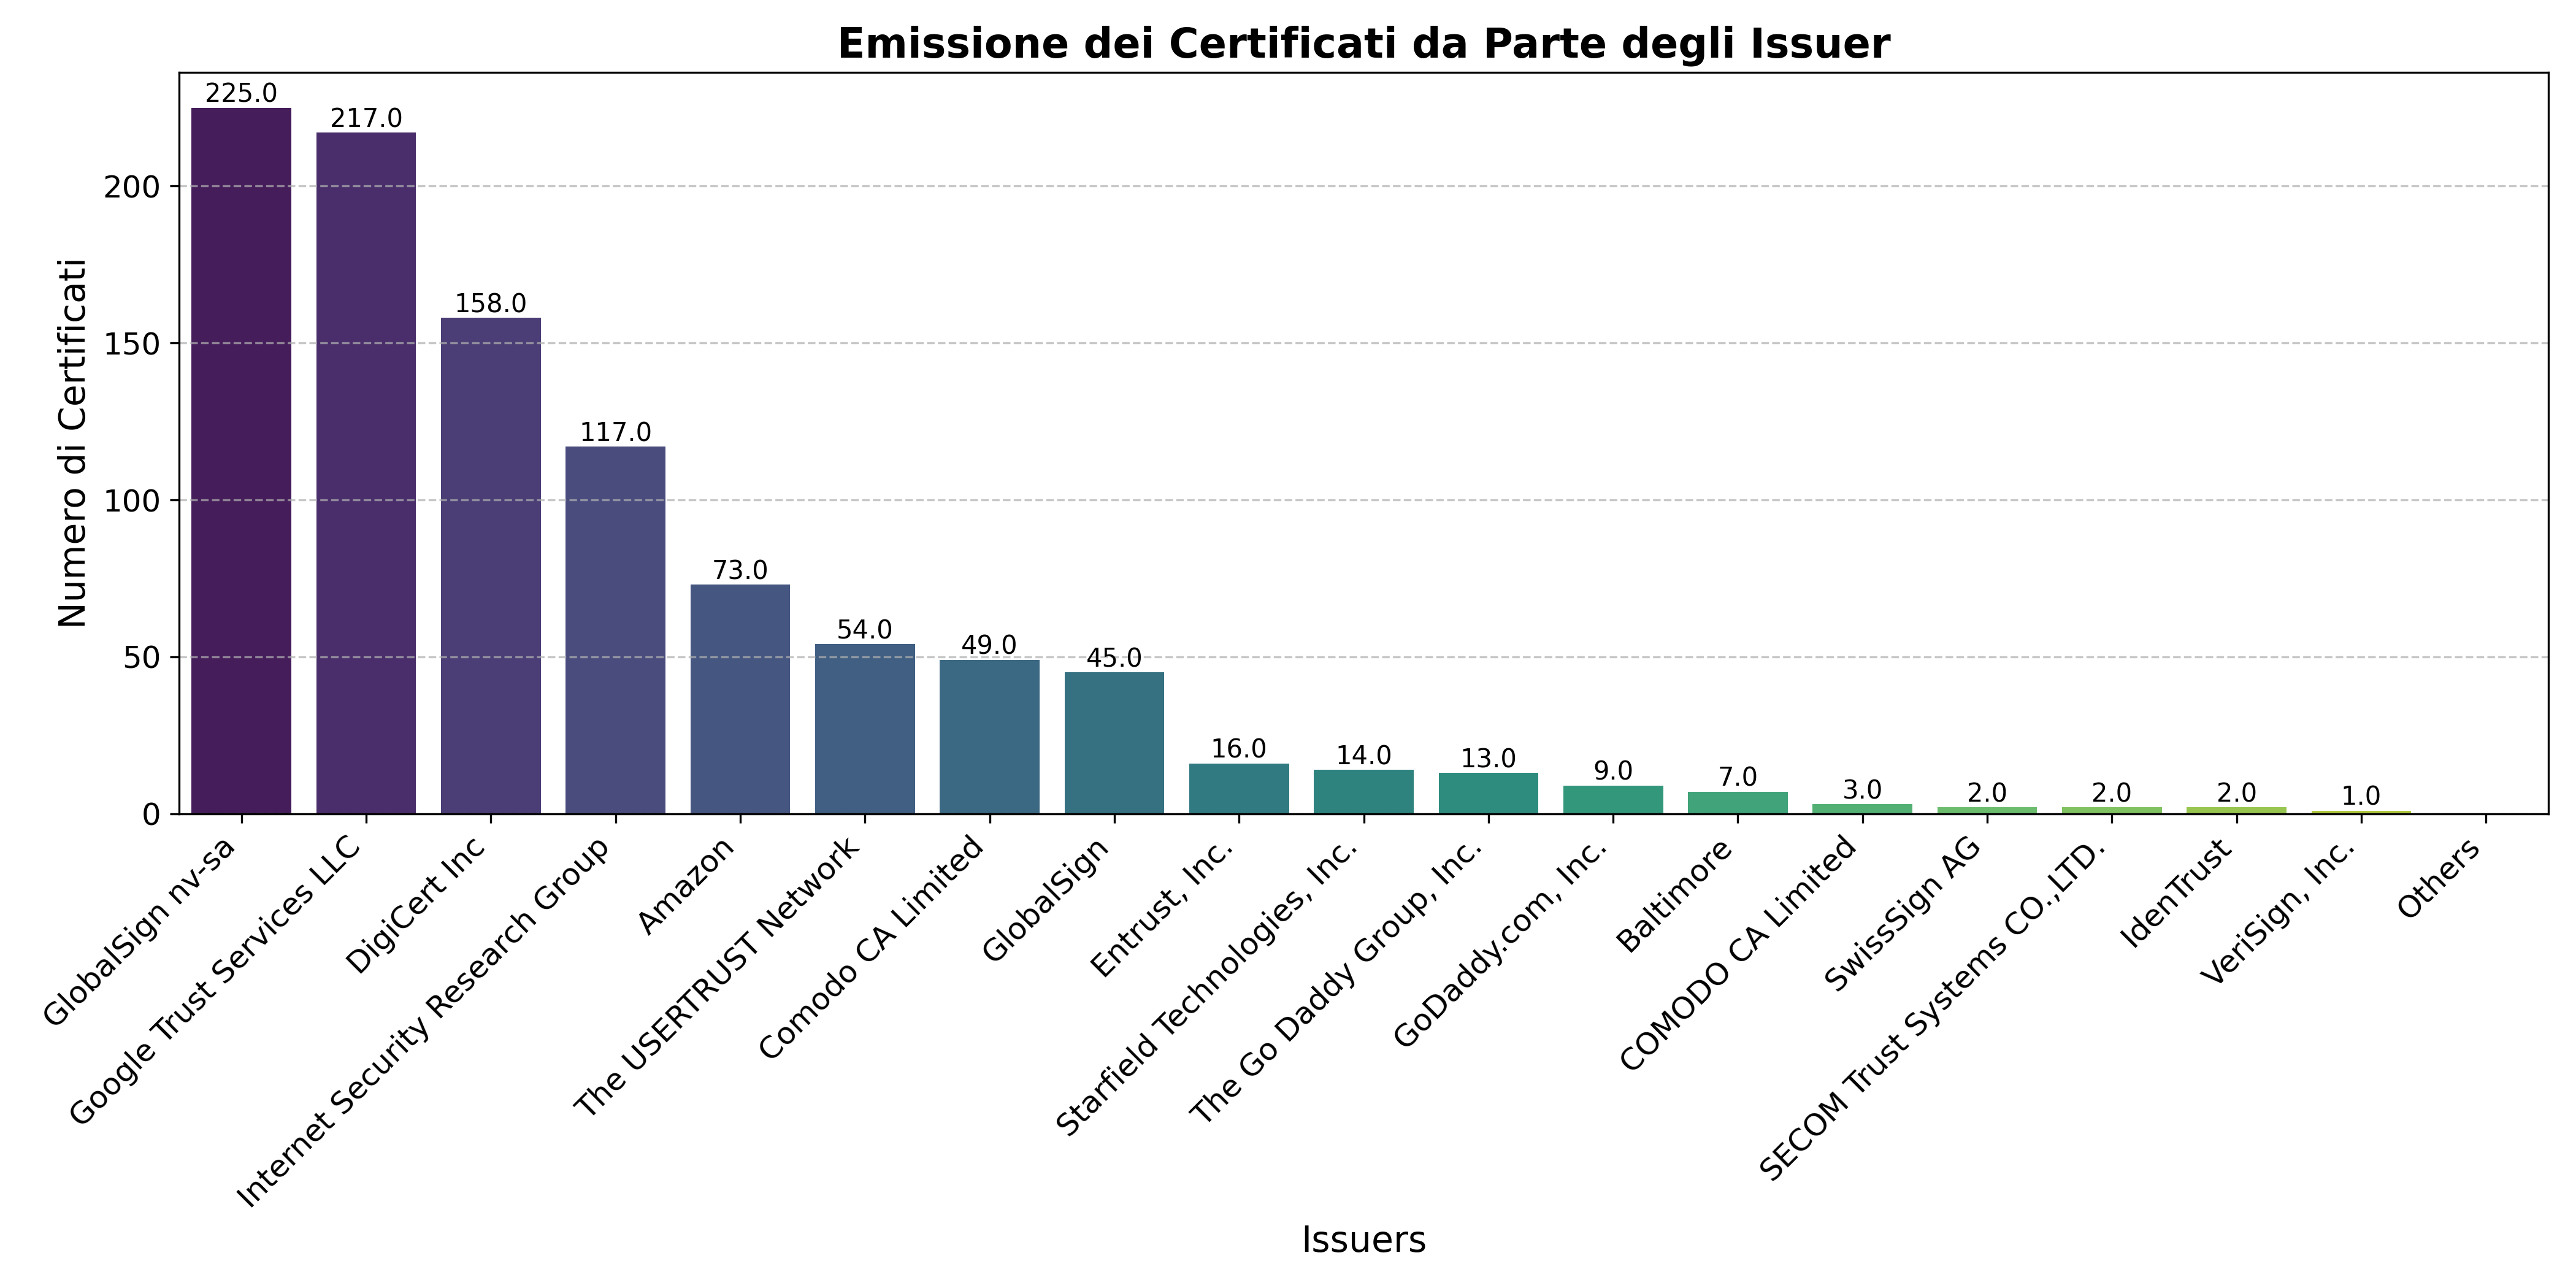 Emissione dei Certificati da Parte degli Issuer
Numero di Certificati
200
150
100
50
0
225.0
217.0
158.0
117.0
73.0
54.0
49.0
45.0
16.0
14.0
13.0
9.0
7.0
3.0
2.0
2.0
2.0
1.0
GlobalSign nv-sa
Google Trust Services LLC
DigiCert Inc
Internet Security Research Group
Amazon
The USERTRUST Network
Comodo CA Limited
GlobalSign
Entrust, Inc.
Starfield Technologies, Inc.
The Go Daddy Group, Inc.
GoDaddy.com, Inc.
Baltimore
COMODO CA Limited
SwissSign AG
SECOM Trust Systems CO.,LTD.
IdenTrust
VeriSign, Inc.
Others
Issuers